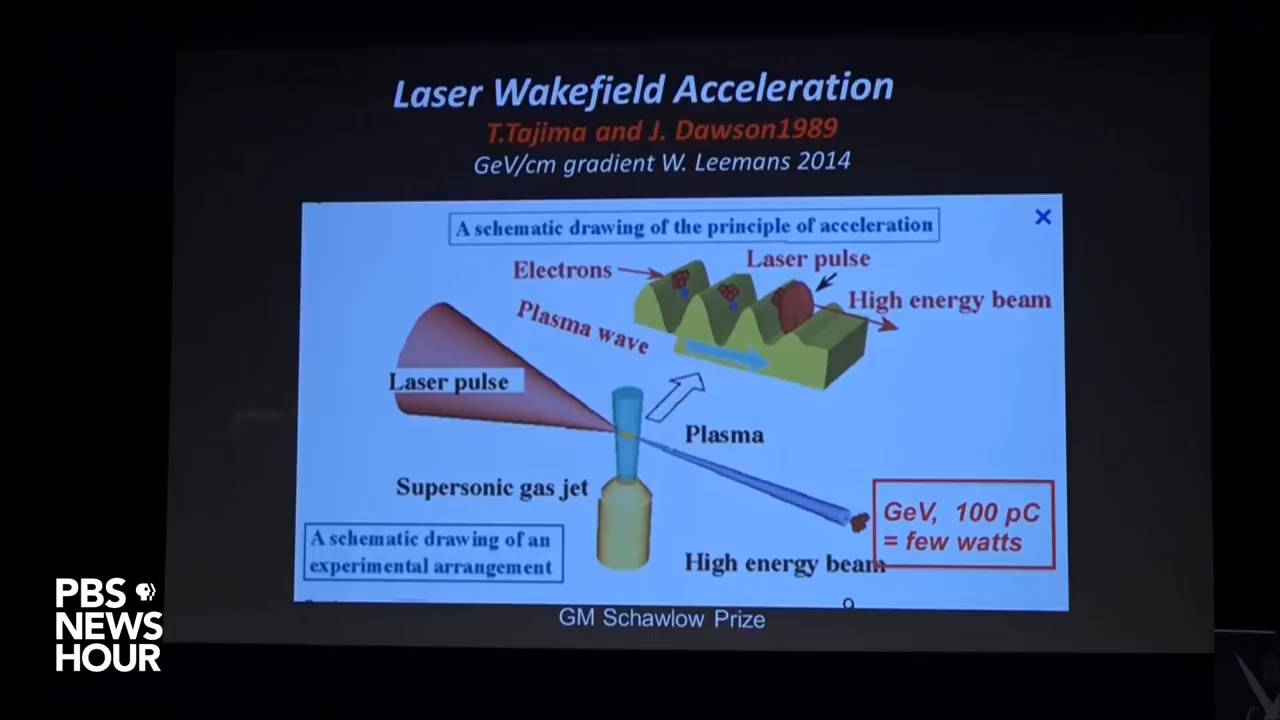 Laser Wakefield Acceleration
T.Tajima and J. Dawson1989
GeV/cm gradient W. Leemans 2014
A schematic drawing of the principle of acceleration
Electrons
Laser pulse
High energy beam
Plasma wave
Laser pulse
Plasma
Supersonic gas jet
GeV, 100 pC
= few watts
A schematic drawing of an
experimental arrangement
High energy beam
9
GM Schawlow Prize
PBS
NEWS
HOUR